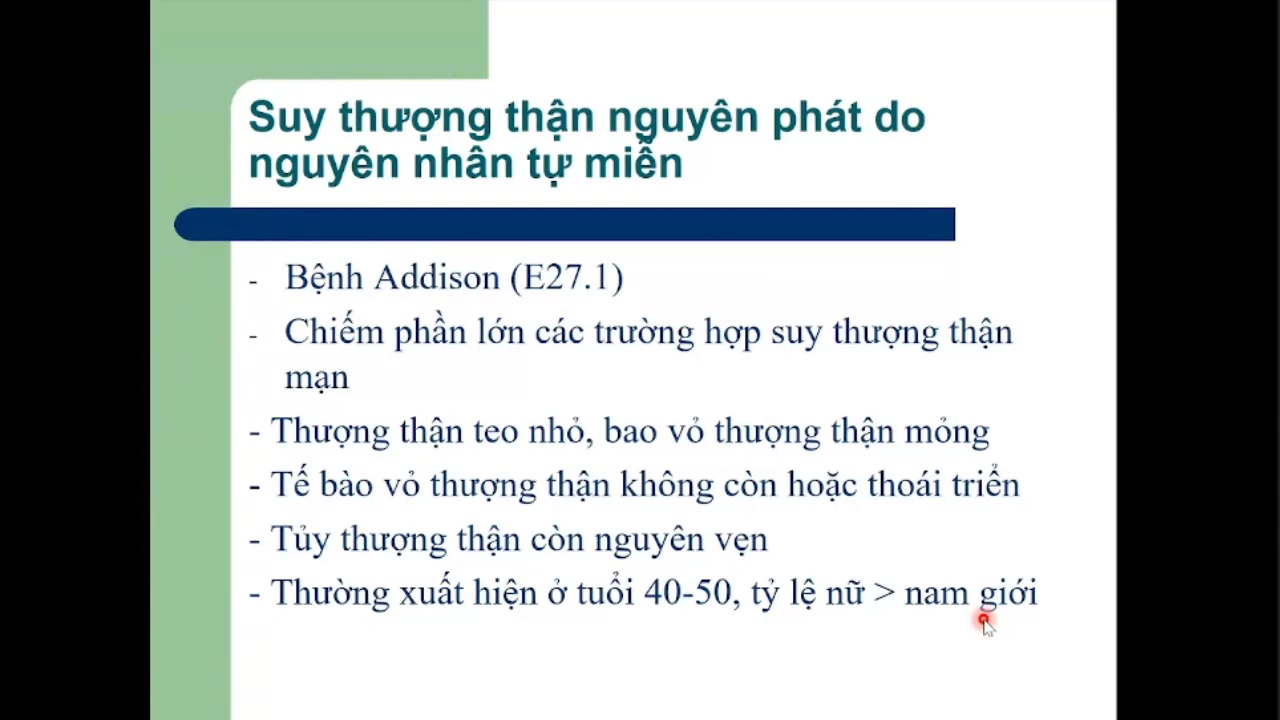 Suy thượng thận nguyên phát do
nguyên nhân tự miễn
- Bệnh Addison (E27.1)
- Chiếm phần lớn các trường hợp suy thượng thận
mạn
- Thượng thận teo nhỏ, bao vỏ thượng thận mỏng
- Tế bào vỏ thượng thận không còn hoặc thoái triển
- Tủy thượng thận còn nguyên vẹn
- Thường xuất hiện ở tuổi 40-50, tỷ lệ nữ > nam giới